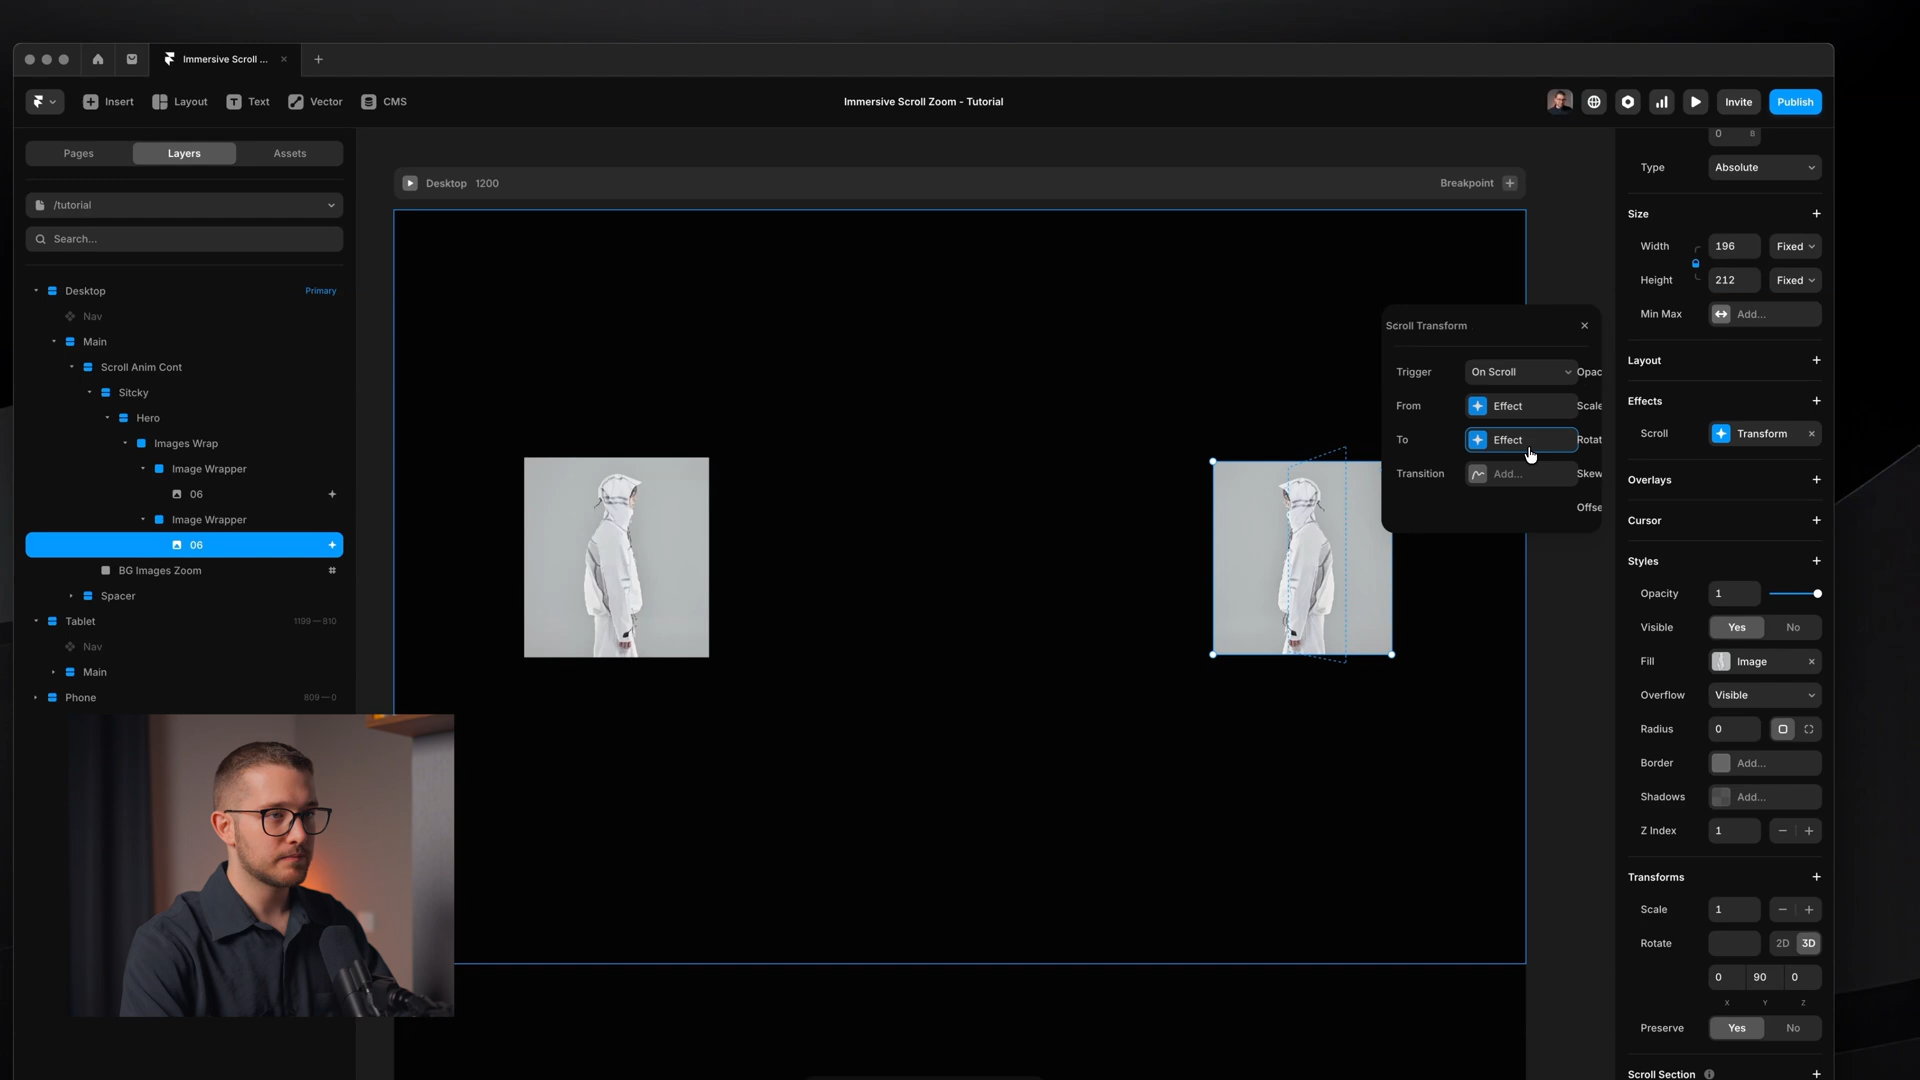 Immersive Scroll ...
Insert
Layout
Text
Vector
CMS
Immersive Scroll Zoom - Tutorial
Invite
Publish
Pages
Layers
Assets
/tutorial
Search...
Desktop
Primary
Nav
Main
Scroll Anim Cont
Sitcky
Hero
Images Wrap
Image Wrapper
06
Image Wrapper
06
BG Images Zoom
Spacer
Tablet
1199 — 810
Nav
Main
Phone
809 — 0
Desktop 1200
Breakpoint
Scroll Transform
Trigger
On Scroll
Opac
From
Effect
Scale
To
Effect
Rotat
Transition
Add...
Skew
Offse
0 B
Type
Absolute
Size
Width
196
Fixed
Height
212
Fixed
Min Max
Add...
Layout
Effects
Scroll
Transform
Overlays
Cursor
Styles
Opacity
1
Visible
Yes
No
Fill
Image
Overflow
Visible
Radius
0
Border
Add...
Shadows
Add...
Z Index
1
Transforms
Scale
1
Rotate
2D
3D
0
90
0
X
Y
Z
Preserve
Yes
No
Scroll Section